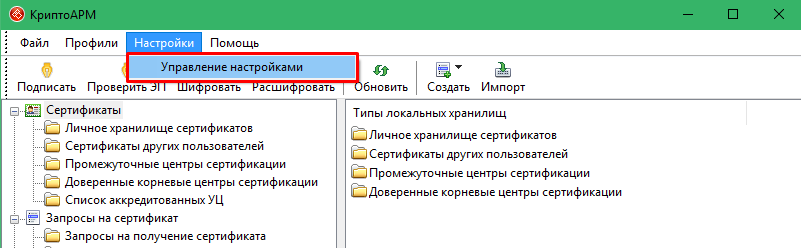 КриптоАРМ
Файл Профили Настройки Помощь
Управление настройками
Подписать Проверить ЭП Шифровать Расшифровать Обновить Создать Импорт
Сертификаты
Личное хранилище сертификатов
Сертификаты других пользователей
Промежуточные центры сертификации
Доверенные корневые центры сертификации
Список аккредитованных УЦ
Запросы на сертификат
Запросы на получение сертификата
Типы локальных хранилищ
Личное хранилище сертификатов
Сертификаты других пользователей
Промежуточные центры сертификации
Доверенные корневые центры сертификации